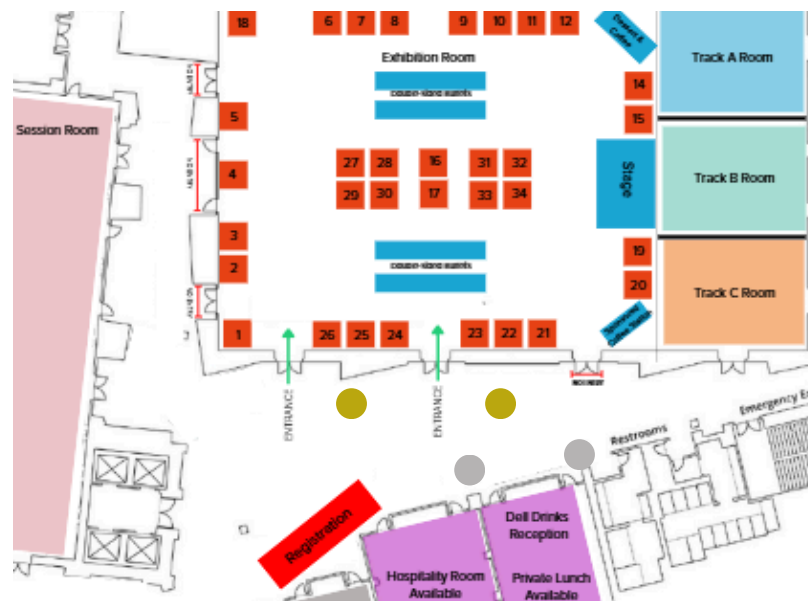 18
6
7
8
9
10
11
12
Exhibition Room
Track A Room
14
15
5
Session Room
4
27
28
16
31
32
29
30
17
33
34
Stage
Track B Room
3
2
19
20
Track C Room
1
26
25
24
23
22
21
ENTRANCE
ENTRANCE
Restrooms
Registration
Dell Drinks
Reception
Hospitality Room
Available
Private Lunch
Available